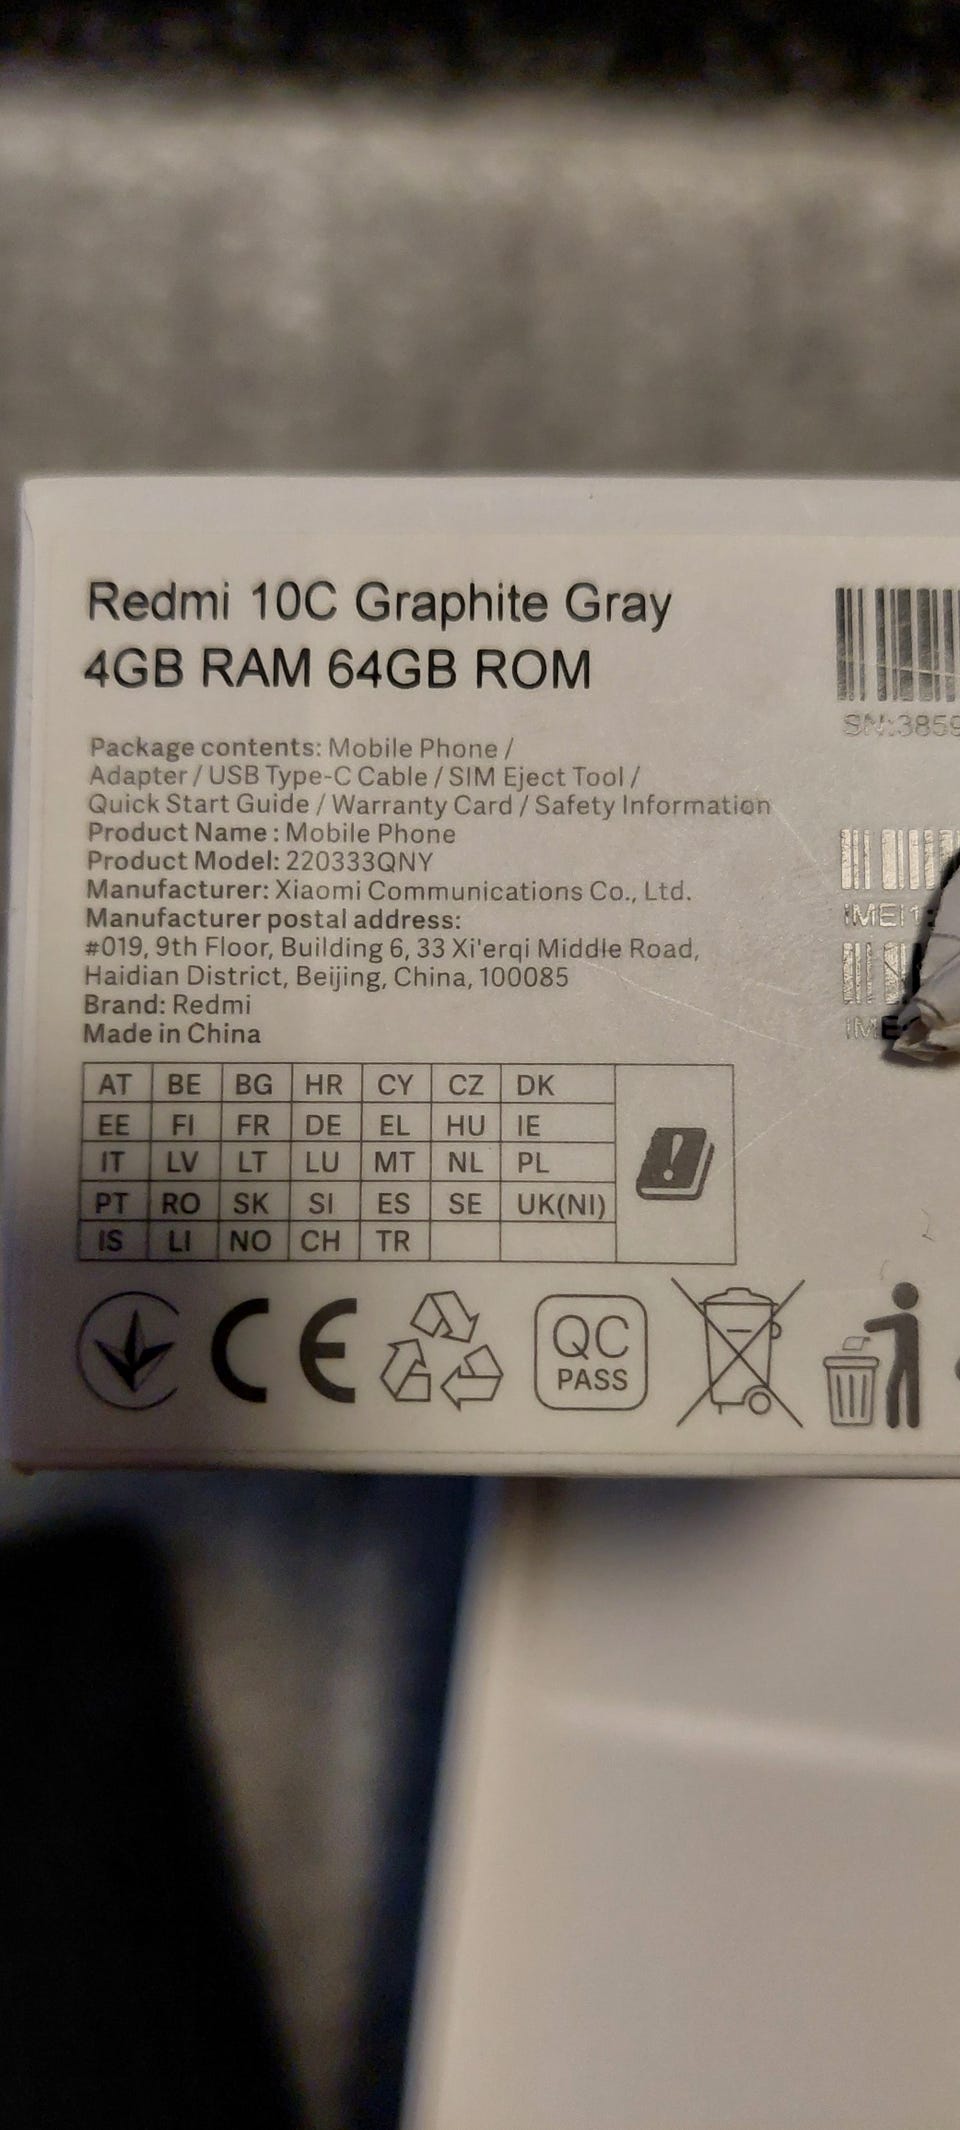 Redmi 10C Graphite Gray
4GB RAM 64GB ROM
Package contents: Mobile Phone /
Adapter / USB Type-C Cable / SIM Eject Tool /
Quick Start Guide / Warranty Card / Safety Information
Product Name : Mobile Phone
Product Model: 220333QNY
Manufacturer: Xiaomi Communications Co., Ltd.
Manufacturer postal address:
#019, 9th Floor, Building 6, 33 Xi'erqi Middle Road,
Haidian District, Beijing, China, 100085
Brand: Redmi
Made in China
SN:3859
IMEI1:
AT BE BG HR CY CZ DK
EE FI FR DE EL HU IE
IT LV LT LU MT NL PL
PT RO SK SI ES SE UK(NI)
IS LI NO CH TR
CE
QC
PASS